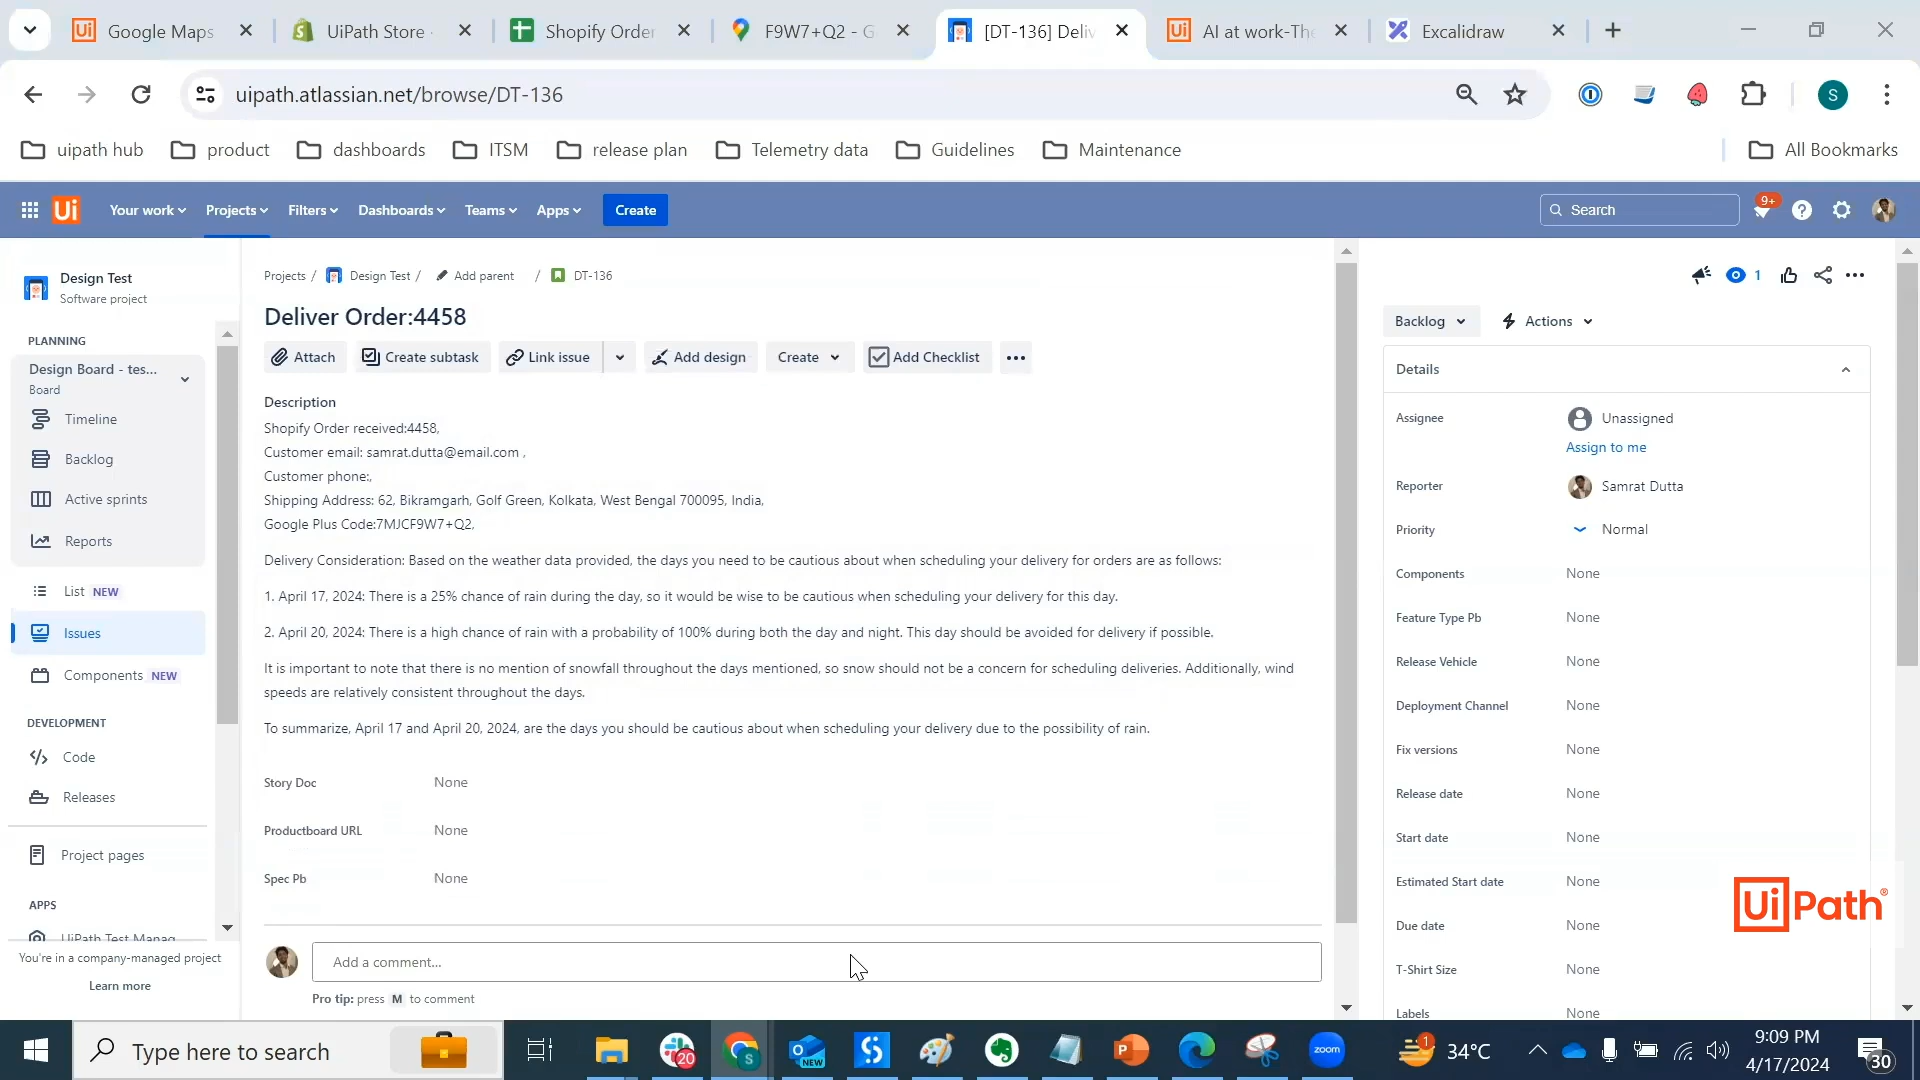 Google Maps
UiPath Store
Shopify Order
F9W7+Q2 - G
[DT-136] Deliv
AI at work-The
Excalidraw
uipath.atlassian.net/browse/DT-136
S
uipath hub
product
dashboards
ITSM
release plan
Telemetry data
Guidelines
Maintenance
All Bookmarks
Ui
Your work
Projects
Filters
Dashboards
Teams
Apps
Create
Search
9+
Design Test
Software project
PLANNING
Design Board - tes...
Board
Timeline
Backlog
Active sprints
Reports
List NEW
Issues
Components NEW
DEVELOPMENT
Code
Releases
Project pages
APPS
UiPath Test Manag
You're in a company-managed project
Learn more
Projects / Design Test / Add parent / DT-136
Deliver Order:4458
Attach
Create subtask
Link issue
Add design
Create
Add Checklist
Description
Shopify Order received:4458,
Customer email: samrat.dutta@email.com ,
Customer phone:,
Shipping Address: 62, Bikramgarh, Golf Green, Kolkata, West Bengal 700095, India,
Google Plus Code:7MJCF9W7+Q2,
Delivery Consideration: Based on the weather data provided, the days you need to be cautious about when scheduling your delivery for orders are as follows:
1. April 17, 2024: There is a 25% chance of rain during the day, so it would be wise to be cautious when scheduling your delivery for this day.
2. April 20, 2024: There is a high chance of rain with a probability of 100% during both the day and night. This day should be avoided for delivery if possible.
It is important to note that there is no mention of snowfall throughout the days mentioned, so snow should not be a concern for scheduling deliveries. Additionally, wind
speeds are relatively consistent throughout the days.
To summarize, April 17 and April 20, 2024, are the days you should be cautious about when scheduling your delivery due to the possibility of rain.
Story Doc None
Productboard URL None
Spec Pb None
Add a comment...
Pro tip: press M to comment
1
Backlog
Actions
Details
Assignee Unassigned
Assign to me
Reporter Samrat Dutta
Priority Normal
Components None
Feature Type Pb None
Release Vehicle None
Deployment Channel None
Fix versions None
Release date None
Start date None
Estimated Start date None
Due date None
T-Shirt Size None
Labels None
UiPath®
Type here to search
20
S
NEW
zoom
1
34°C
9:09 PM
4/17/2024
30